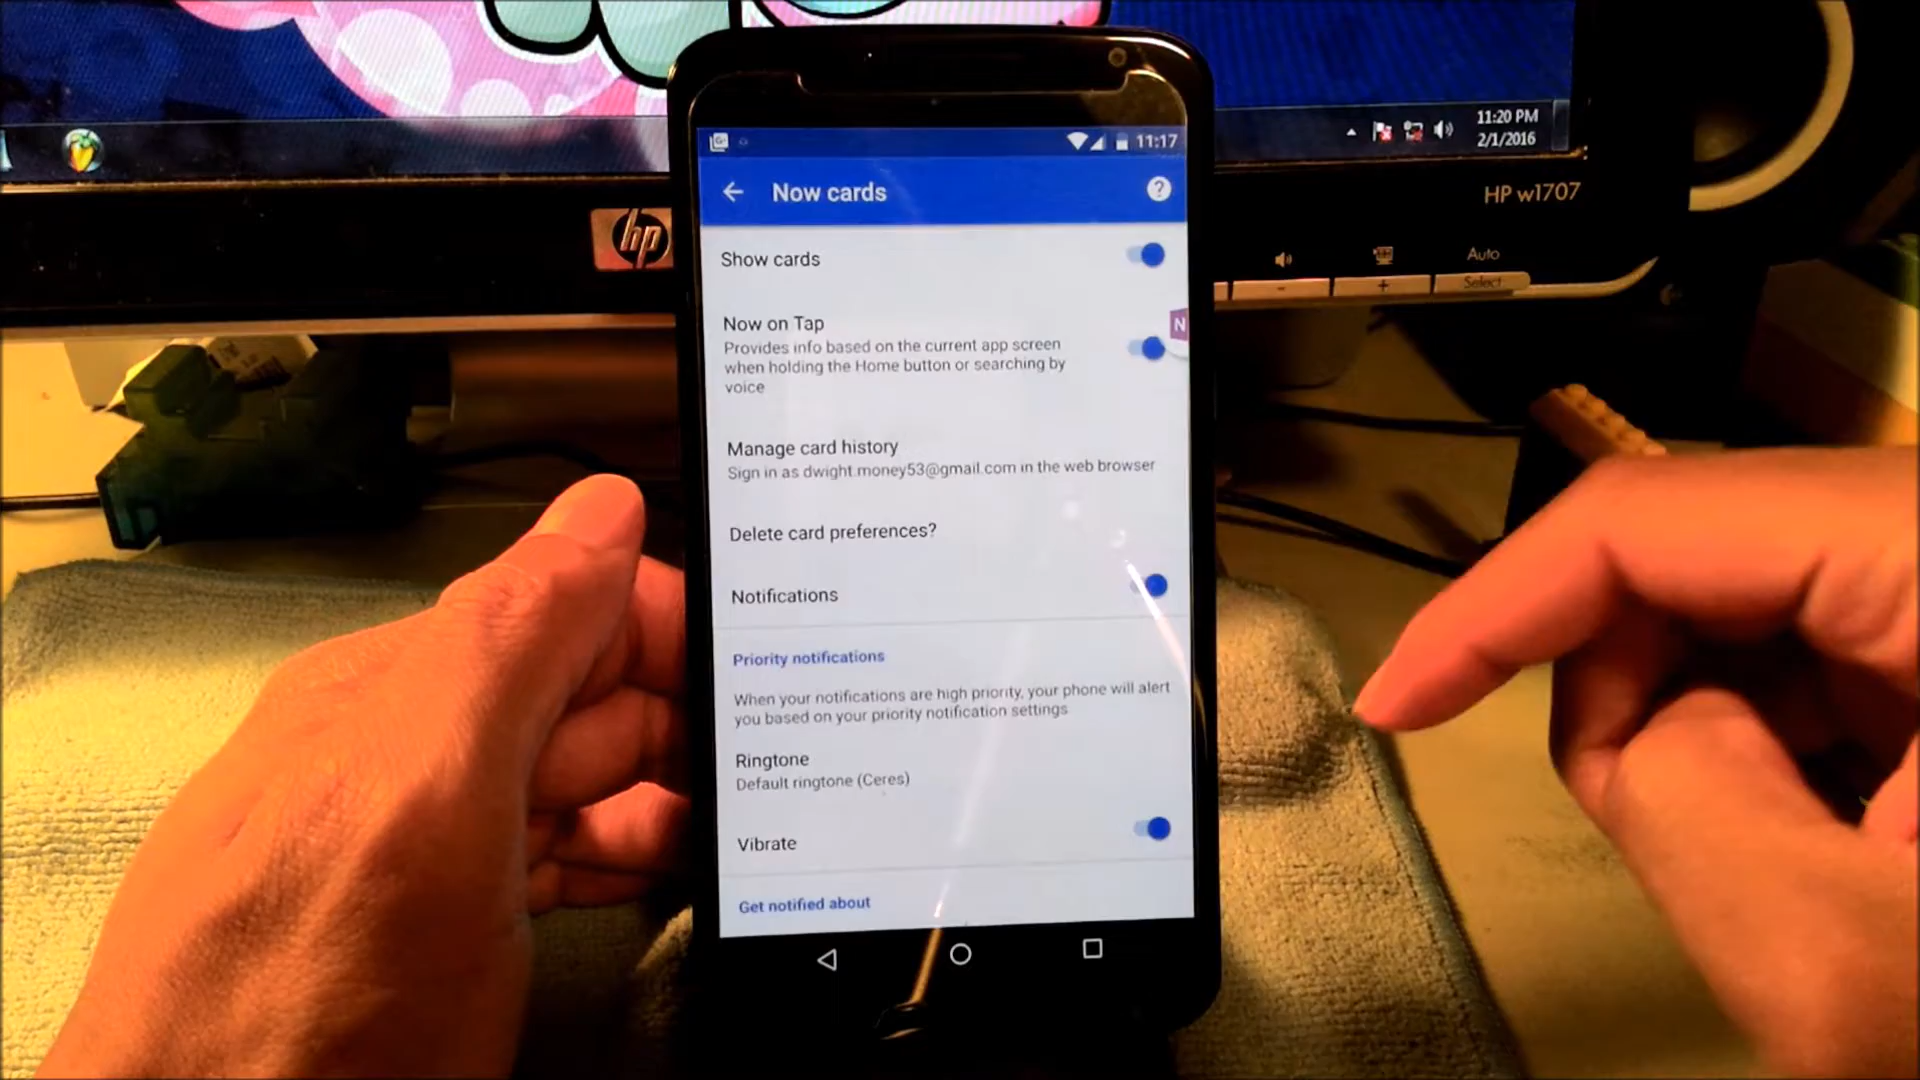 11:20 PM
2/1/2016
HP w1707
hp
Auto
- + Select
11:17
Now cards ?
Show cards
N
Now on Tap
Provides info based on the current app screen
when holding the Home button or searching by
voice
Manage card history
Sign in as dwight.money53@gmail.com in the web browser
Delete card preferences?
Notifications
Priority notifications
When your notifications are high priority, your phone will alert
you based on your priority notification settings
Ringtone
Default ringtone (Ceres)
Vibrate
Get notified about